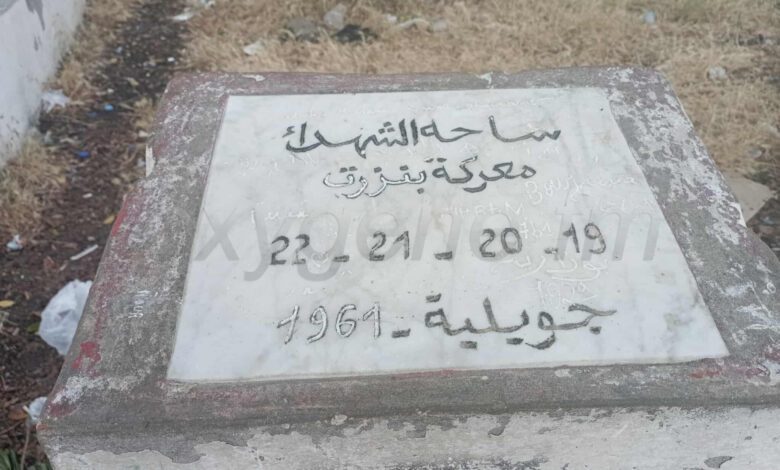 ساحة الشهداء
معركة بنزرت
22 - 21 - 20 - 19
جويلية - 1961